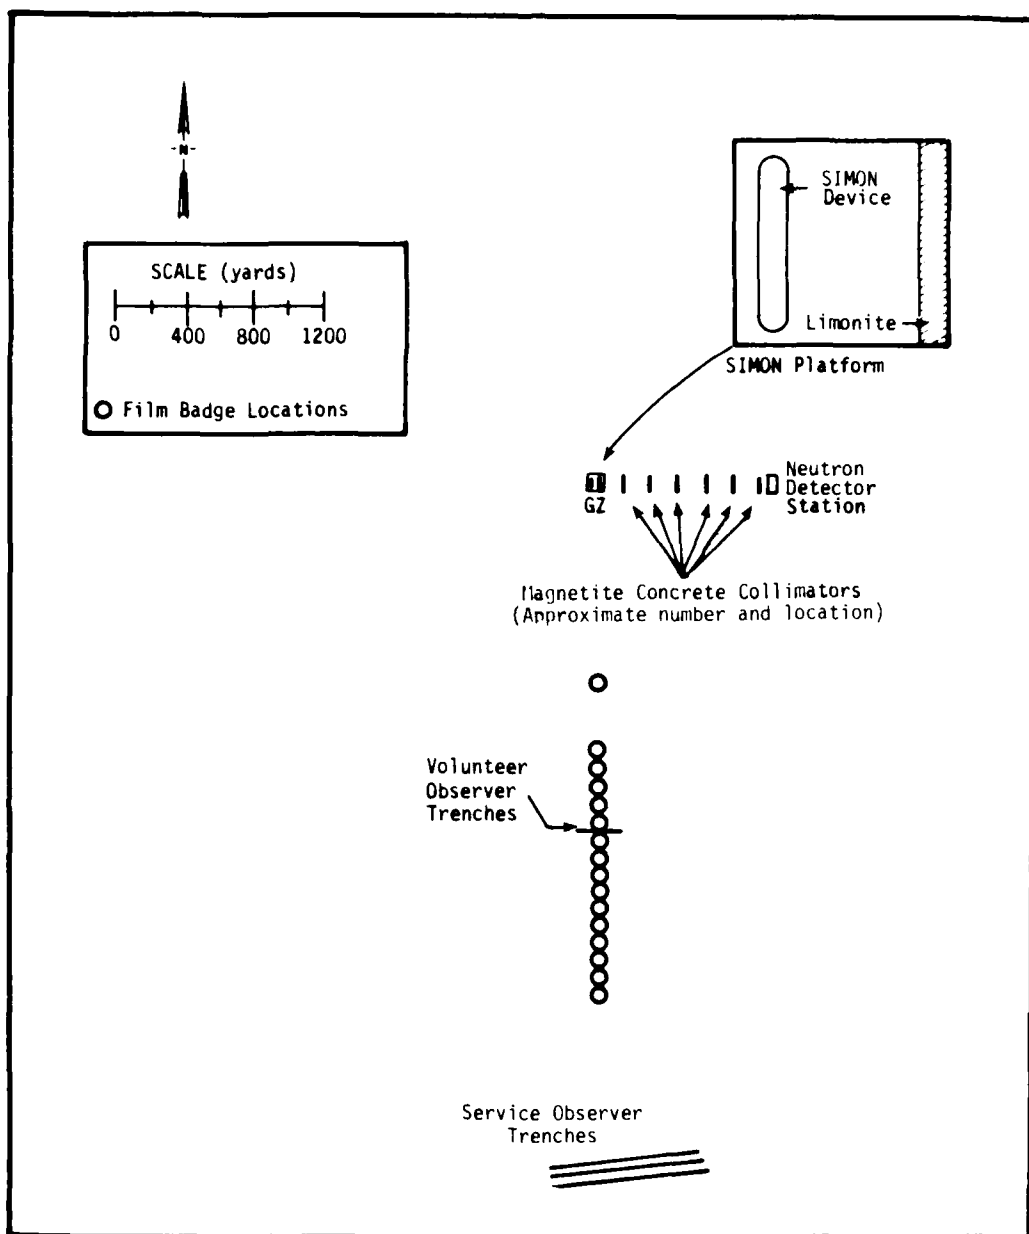 -N-
SCALE (yards)
0 400 800 1200
Film Badge Locations
SIMON
Device
Limonite
SIMON Platform
GZ
Neutron
Detector
Station
Magnetite Concrete Collimators
(Approximate number and location)
Volunteer
Observer
Trenches
Service Observer
Trenches